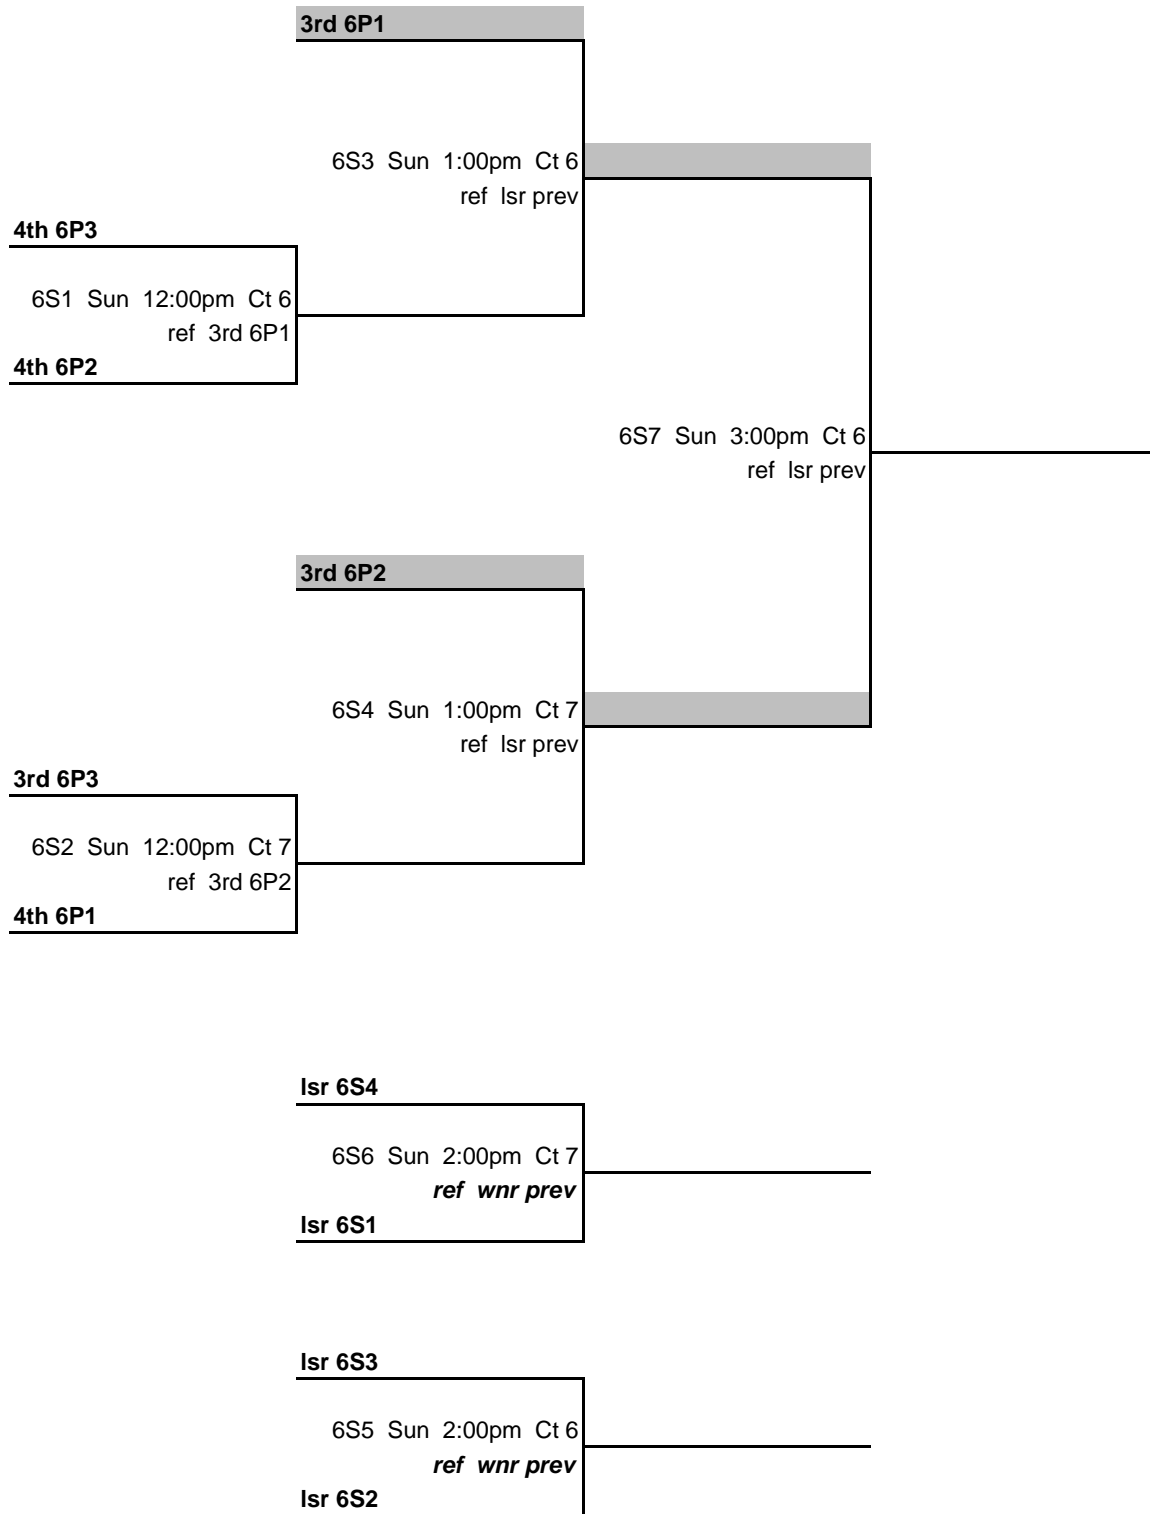 3rd 6P1
6S3 Sun 1:00pm Ct 6
ref lsr prev
4th 6P3
6S1 Sun 12:00pm Ct 6
ref 3rd 6P1
4th 6P2
6S7 Sun 3:00pm Ct 6
ref lsr prev
3rd 6P2
6S4 Sun 1:00pm Ct 7
ref lsr prev
3rd 6P3
6S2 Sun 12:00pm Ct 7
ref 3rd 6P2
4th 6P1
lsr 6S4
6S6 Sun 2:00pm Ct 7
ref wnr prev
lsr 6S1
lsr 6S3
6S5 Sun 2:00pm Ct 6
ref wnr prev
lsr 6S2